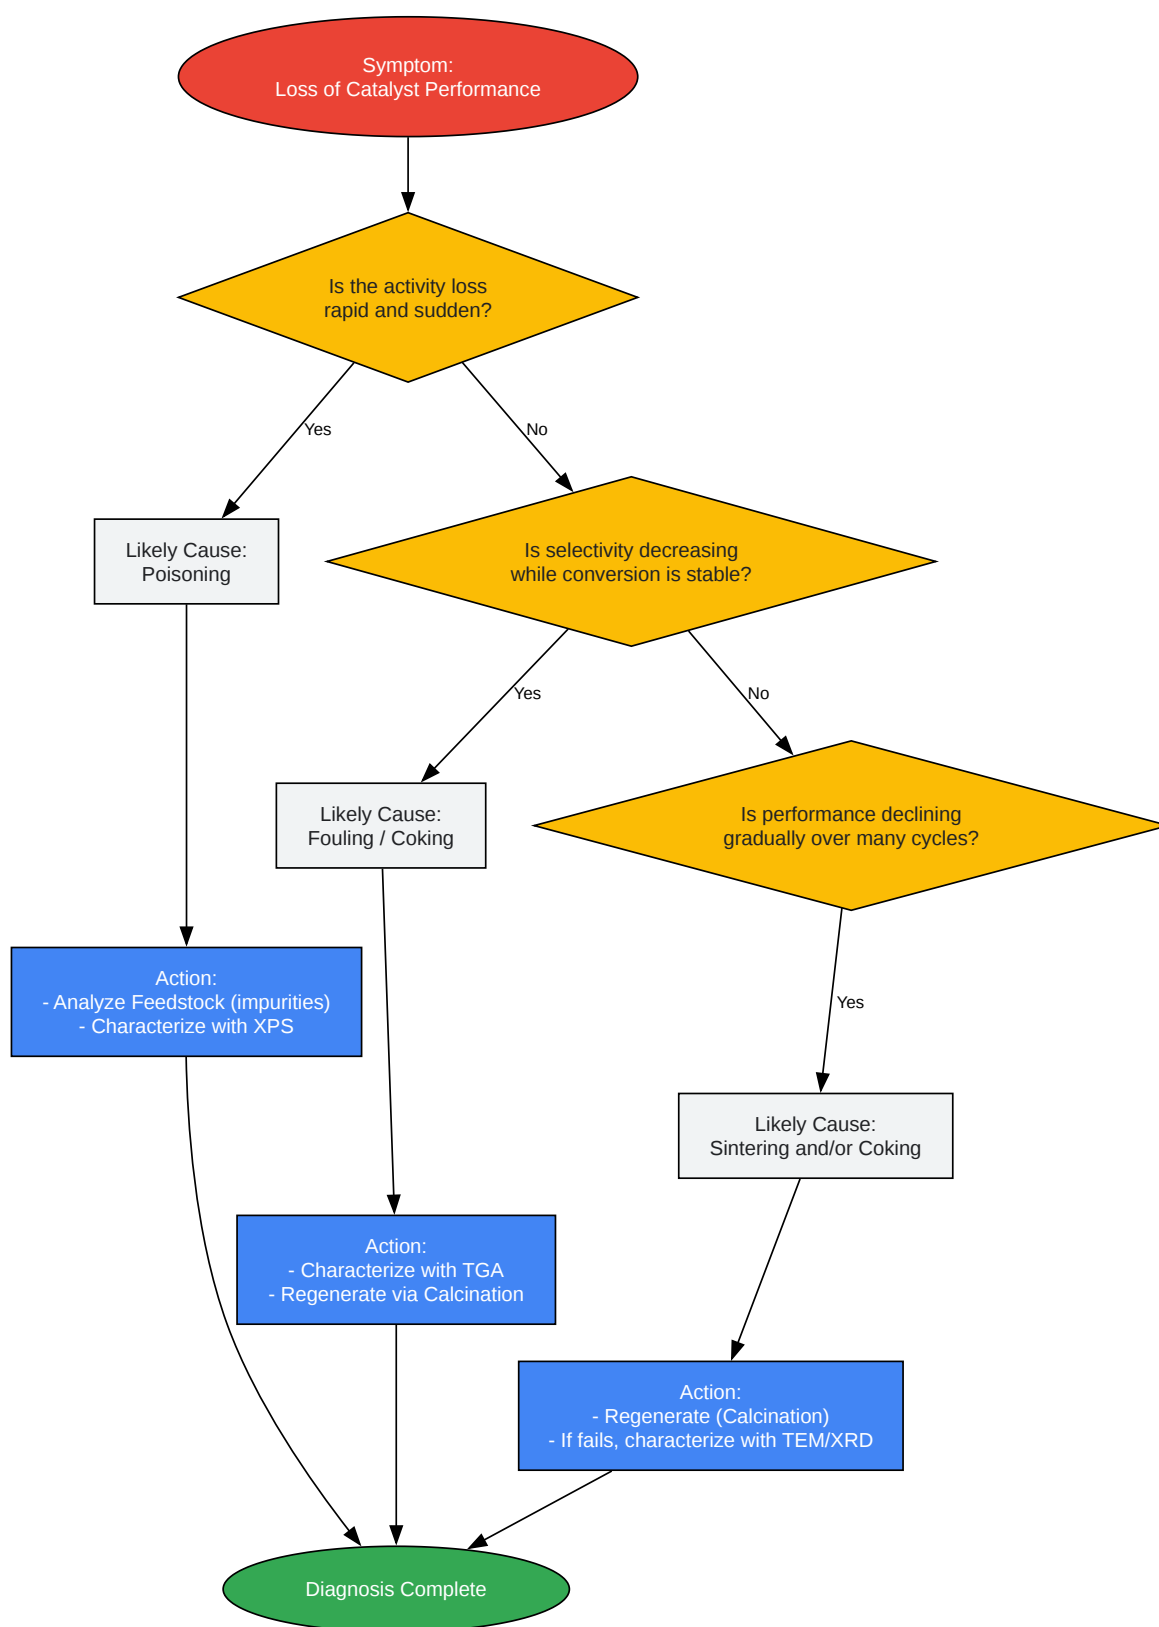 Symptom:
Loss of Catalyst Performance
Is the activity loss
rapid and sudden?
Yes
No
Likely Cause:
Poisoning
Is selectivity decreasing
while conversion is stable?
Yes
No
Likely Cause:
Fouling / Coking
Is performance declining
gradually over many cycles?
Action:
- Analyze Feedstock (impurities)
- Characterize with XPS
Yes
Likely Cause:
Sintering and/or Coking
Action:
- Characterize with TGA
- Regenerate via Calcination
Action:
- Regenerate (Calcination)
- If fails, characterize with TEM/XRD
Diagnosis Complete